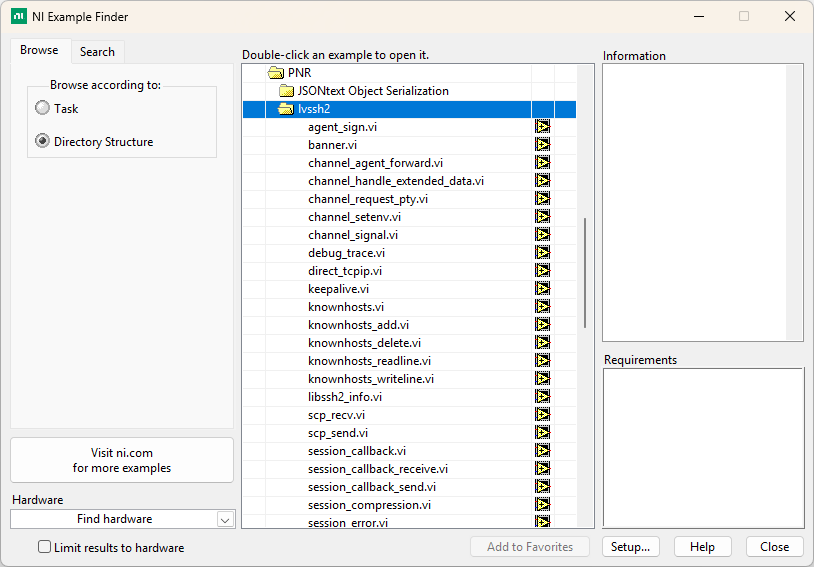 NI Example Finder
Browse
Search
Browse according to:
Task
Directory Structure
Visit ni.com
for more examples
Hardware
Find hardware
Limit results to hardware
Double-click an example to open it.
PNR
JSONtext Object Serialization
lvssh2
agent_sign.vi
banner.vi
channel_agent_forward.vi
channel_handle_extended_data.vi
channel_request_pty.vi
channel_setenv.vi
channel_signal.vi
debug_trace.vi
direct_tcpip.vi
keepalive.vi
knownhosts.vi
knownhosts_add.vi
knownhosts_delete.vi
knownhosts_readline.vi
knownhosts_writeline.vi
libssh2_info.vi
scp_recv.vi
scp_send.vi
session_callback.vi
session_callback_receive.vi
session_callback_send.vi
session_compression.vi
session_error.vi
Information
Requirements
Add to Favorites
Setup...
Help
Close